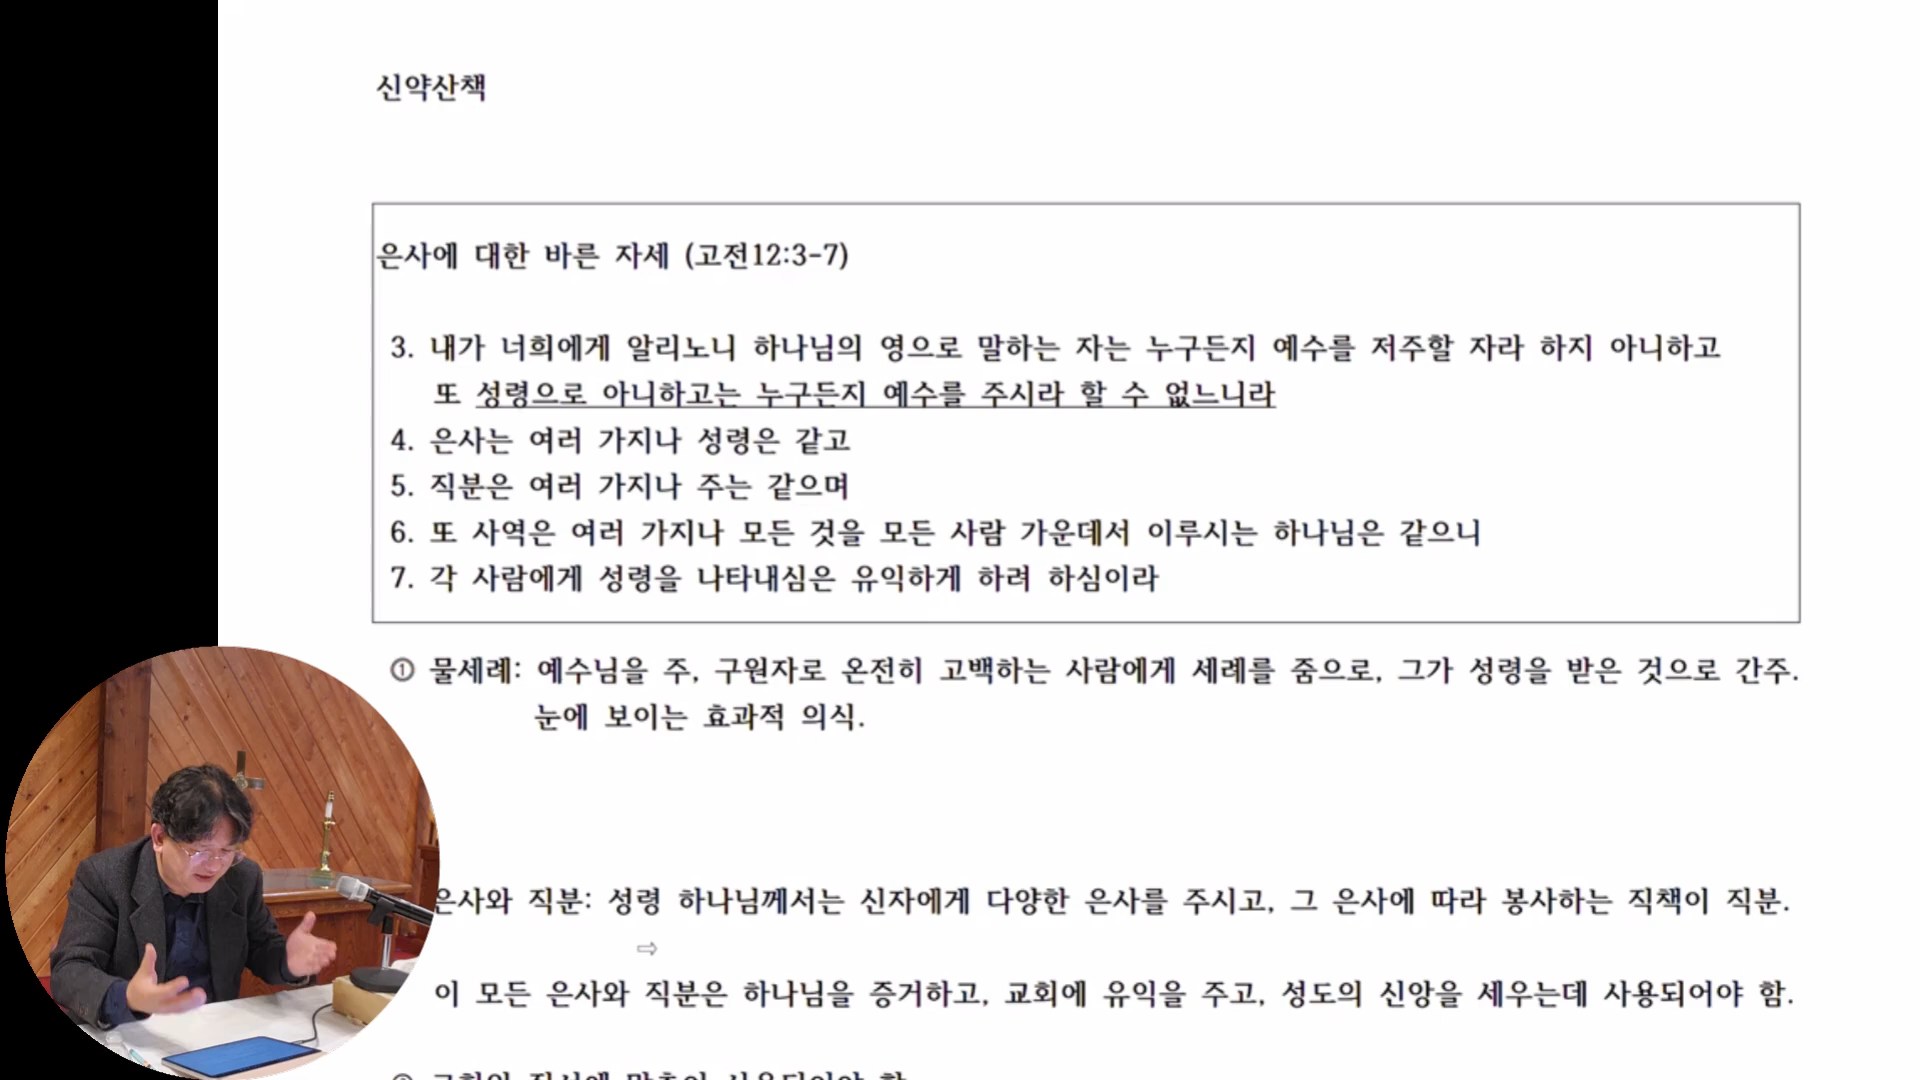 신약산책
은사에 대한 바른 자세 (고전12:3-7)
3. 내가 너희에게 알리노니 하나님의 영으로 말하는 자는 누구든지 예수를 저주할 자라 하지 아니하고
또 성령으로 아니하고는 누구든지 예수를 주시라 할 수 없느니라
4. 은사는 여러 가지나 성령은 같고
5. 직분은 여러 가지나 주는 같으며
6. 또 사역은 여러 가지나 모든 것을 모든 사람 가운데서 이루시는 하나님은 같으니
7. 각 사람에게 성령을 나타내심은 유익하게 하려 하심이라
① 물세례: 예수님을 주, 구원자로 온전히 고백하는 사람에게 세례를 줌으로, 그가 성령을 받은 것으로 간주.
눈에 보이는 효과적 의식.
은사와 직분: 성령 하나님께서는 신자에게 다양한 은사를 주시고, 그 은사에 따라 봉사하는 직책이 직분.
⇨
이 모든 은사와 직분은 하나님을 증거하고, 교회에 유익을 주고, 성도의 신앙을 세우는데 사용되어야 함.